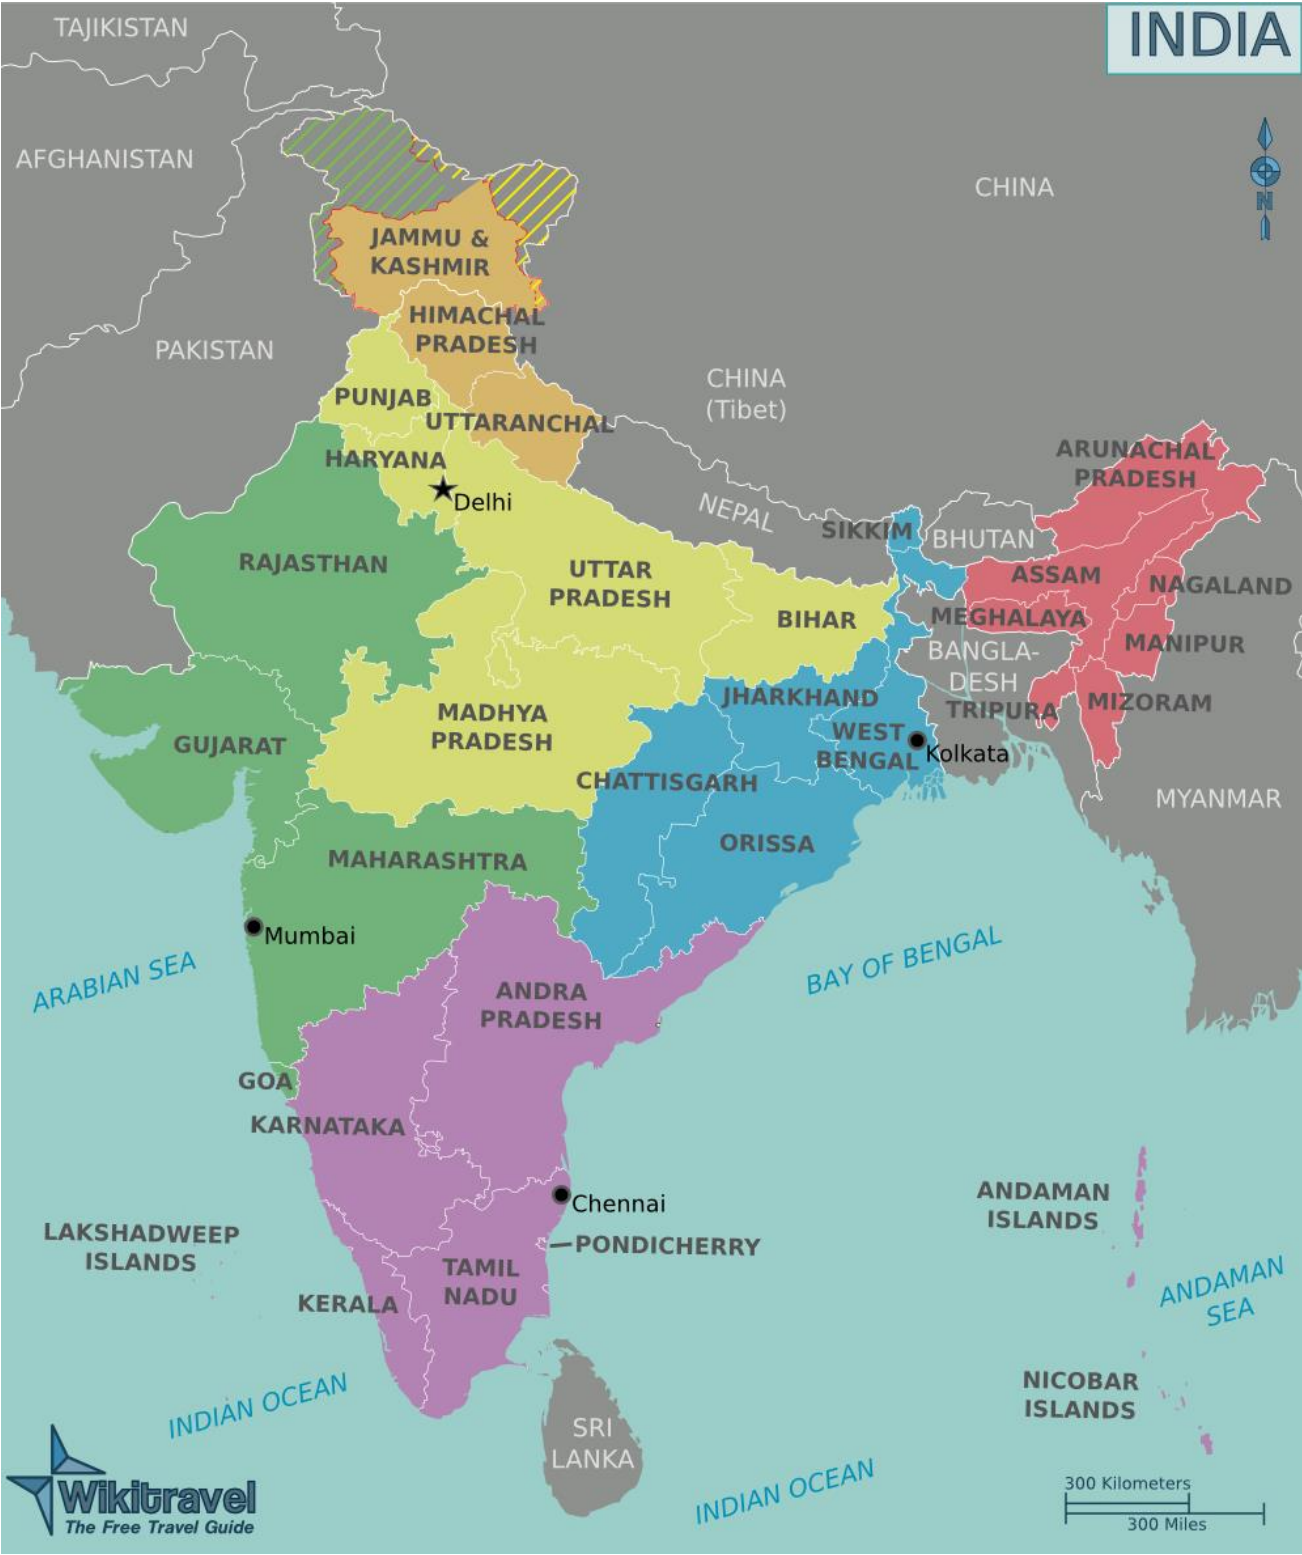 TAJIKISTAN
INDIA
AFGHANISTAN
CHINA
N
JAMMU &
KASHMIR
HIMACHAL
PRADESH
PAKISTAN
CHINA
(Tibet)
PUNJAB
UTTARANCHAL
HARYANA
Delhi
ARUNACHAL
PRADESH
NEPAL
SIKKIM
BHUTAN
RAJASTHAN
UTTAR
PRADESH
ASSAM
NAGALAND
BIHAR
MEGHALAYA
MANIPUR
BANGLA-
DESH
JHARKHAND
TRIPURA
MIZORAM
MADHYA
PRADESH
GUJARAT
WEST
BENGAL
Kolkata
CHATTISGARH
MYANMAR
ORISSA
MAHARASHTRA
Mumbai
ARABIAN SEA
BAY OF BENGAL
ANDRA
PRADESH
GOA
KARNATAKA
Chennai
ANDAMAN
ISLANDS
LAKSHADWEEP
ISLANDS
PONDICHERRY
TAMIL
NADU
KERALA
ANDAMAN
SEA
INDIAN OCEAN
NICOBAR
ISLANDS
SRI
LANKA
INDIAN OCEAN
Wikitravel
The Free Travel Guide
300 Kilometers
300 Miles